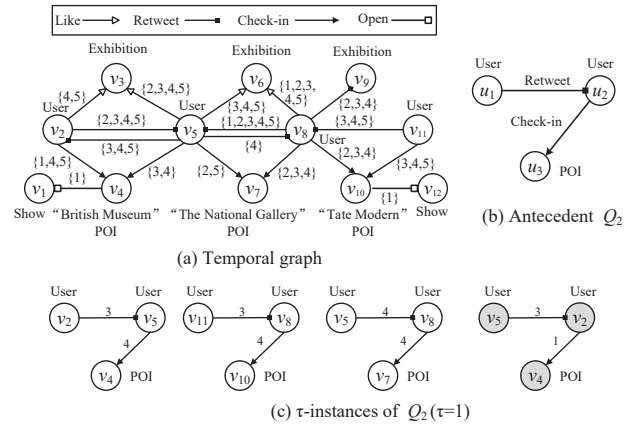 Like Retweet Check-in Open
Exhibition Exhibition Exhibition
v3 v6 v9
{4,5} {2,3,4,5} {3,4,5} {1,2,3,
4,5} {2,3,4}
User User
{2,3,4,5} {1,2,3,4,5} {3,4,5}
v2 v5 v8 User v11
{3,4,5} {4}
{1,4,5} {3,4} {2,5} {2,3,4} {2,3,4} {3,4,5}
{1} {1}
v1 v4 v7 v10 v12
Show “British Museum” “The National Gallery” “Tate Modern” Show
POI POI POI
(a) Temporal graph
User User
u1 Retweet u2
Check-in
u3 POI
(b) Antecedent Q2
User User User User User User User User
v2 3 v5 v11 3 v8 v5 4 v8 v5 3 v2
4 4 4 1
v4 POI v10 POI v7 POI v4 POI
(c) τ-instances of Q2 (τ=1)